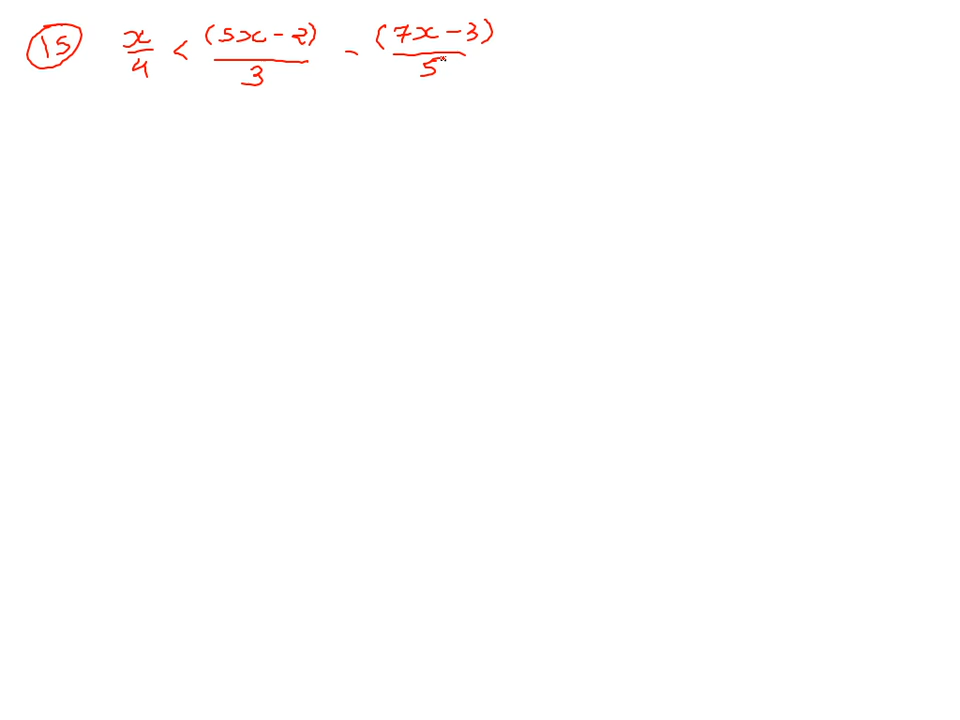 (15) x/4 < (5x-2)/3 - (7x-3)/5